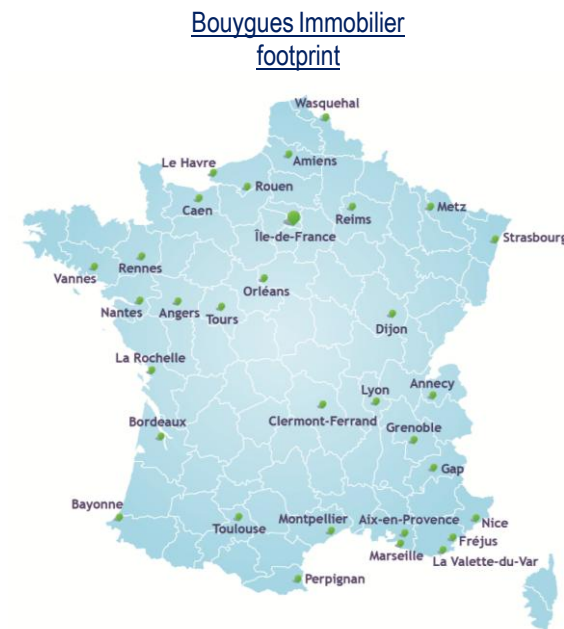 Bouygues Immobilier
footprint
Wasquehal
Amiens
Le Havre
Rouen
Caen
Reims
Metz
Île-de-France
Strasbourg
Rennes
Vannes
Orléans
Nantes
Angers
Tours
Dijon
La Rochelle
Lyon
Annecy
Clermont-Ferrand
Bordeaux
Grenoble
Gap
Bayonne
Toulouse
Montpellier
Aix-en-Provence
Nice
Fréjus
Marseille
La Valette-du-Var
Perpignan